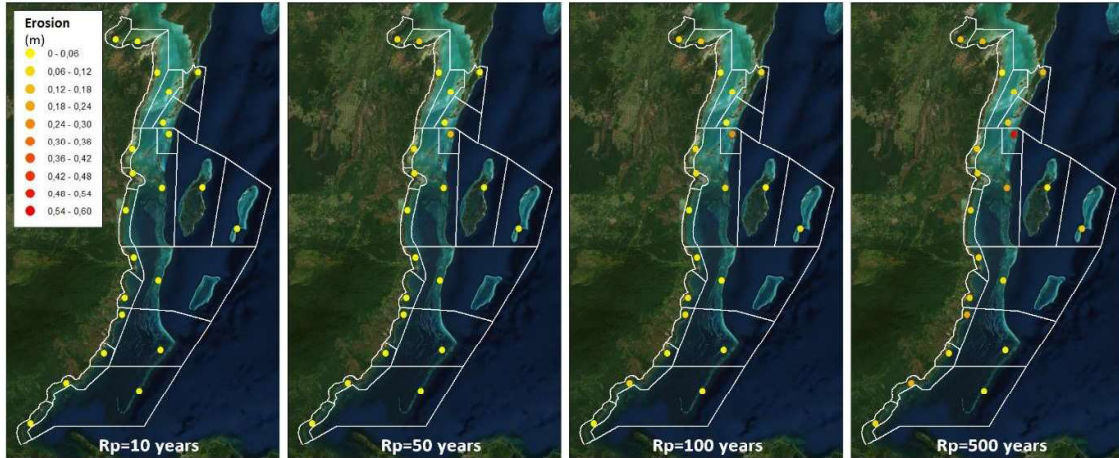 Erosion
(m)
0 - 0,06
0,06 - 0,12
0,12 - 0,18
0,18 - 0,24
0,24 - 0,30
0,30 - 0,36
0,36 - 0,42
0,42 - 0,48
0,48 - 0,54
0,54 - 0,60
Rp=10 years
Rp=50 years
Rp=100 years
Rp=500 years